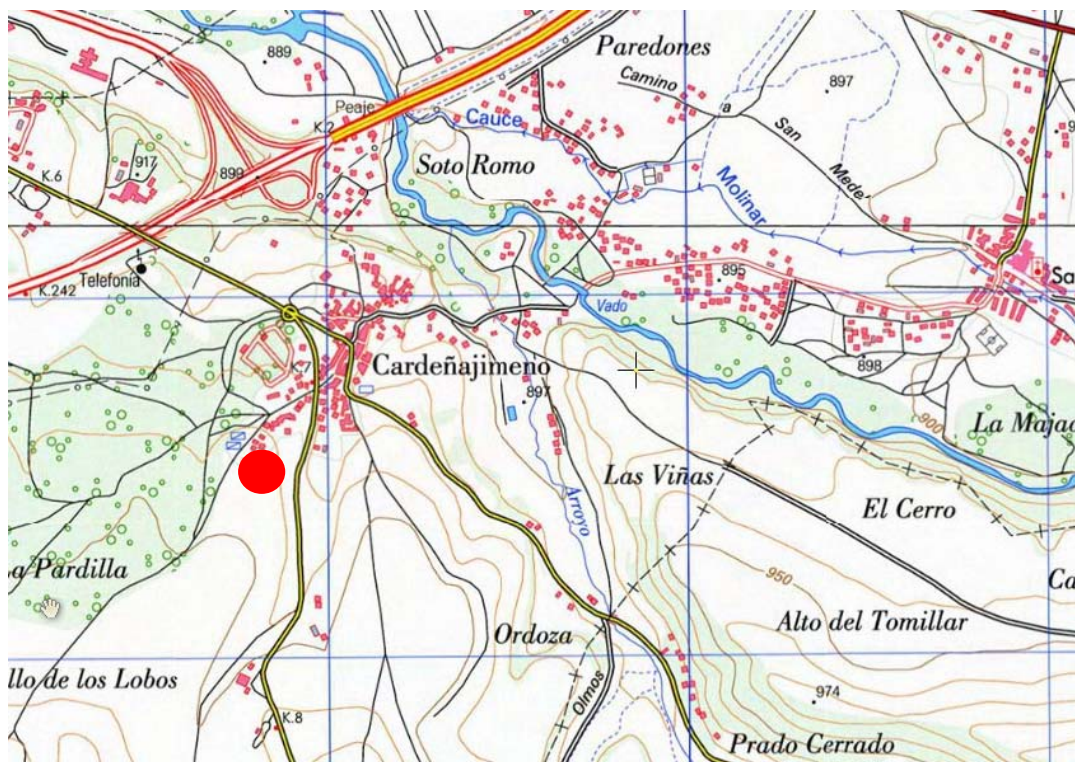 889
Paredones
Camino
a
San
Mede
897
Peaje
K.2
Cauce
917
899
Soto Romo
Molinar
K.6
Telefonía
K.242
895
Sa
Vado
K.7
Cardeñajimeno
897
898
900
La Majad
Las Viñas
Arroyo
El Cerro
a Pardilla
950
Ca
Ordoza
Alto del Tomillar
llo de los Lobos
Olmos
974
K.8
Prado Cerrado